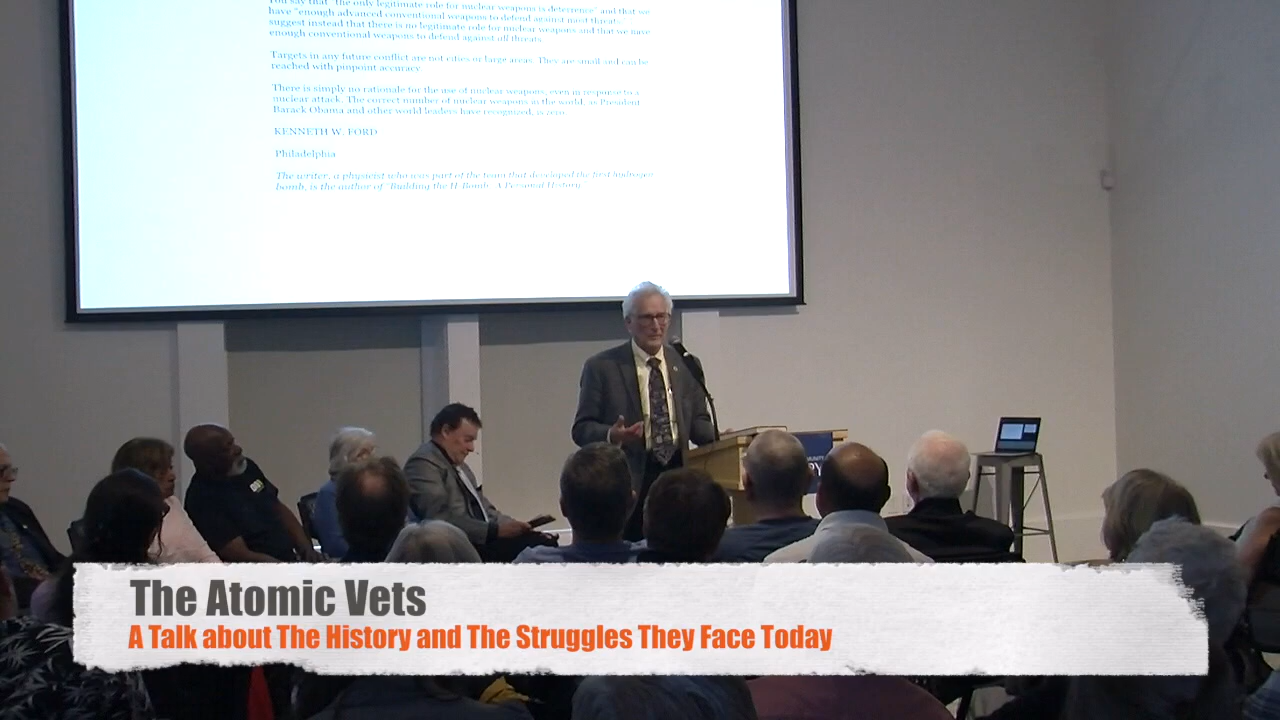 You say that "the only legitimate role for nuclear weapons is deterrence" and that we
have "enough advanced conventional weapons to defend against most threats."
suggest instead that there is no legitimate role for nuclear weapons and that we have
enough conventional weapons to defend against all threats.
Targets in any future conflict are not cities or large areas. They are small and can be
reached with pinpoint accuracy.
There is simply no rationale for the use of nuclear weapons, even in response to a
nuclear attack. The correct number of nuclear weapons in the world, as President
Barack Obama and other world leaders have recognized, is zero.
KENNETH W. FORD
Philadelphia
The writer, a physicist who was part of the team that developed the first hydrogen
bomb, is the author of "Building the H Bomb: A Personal History."
The Atomic Vets
A Talk about The History and The Struggles They Face Today